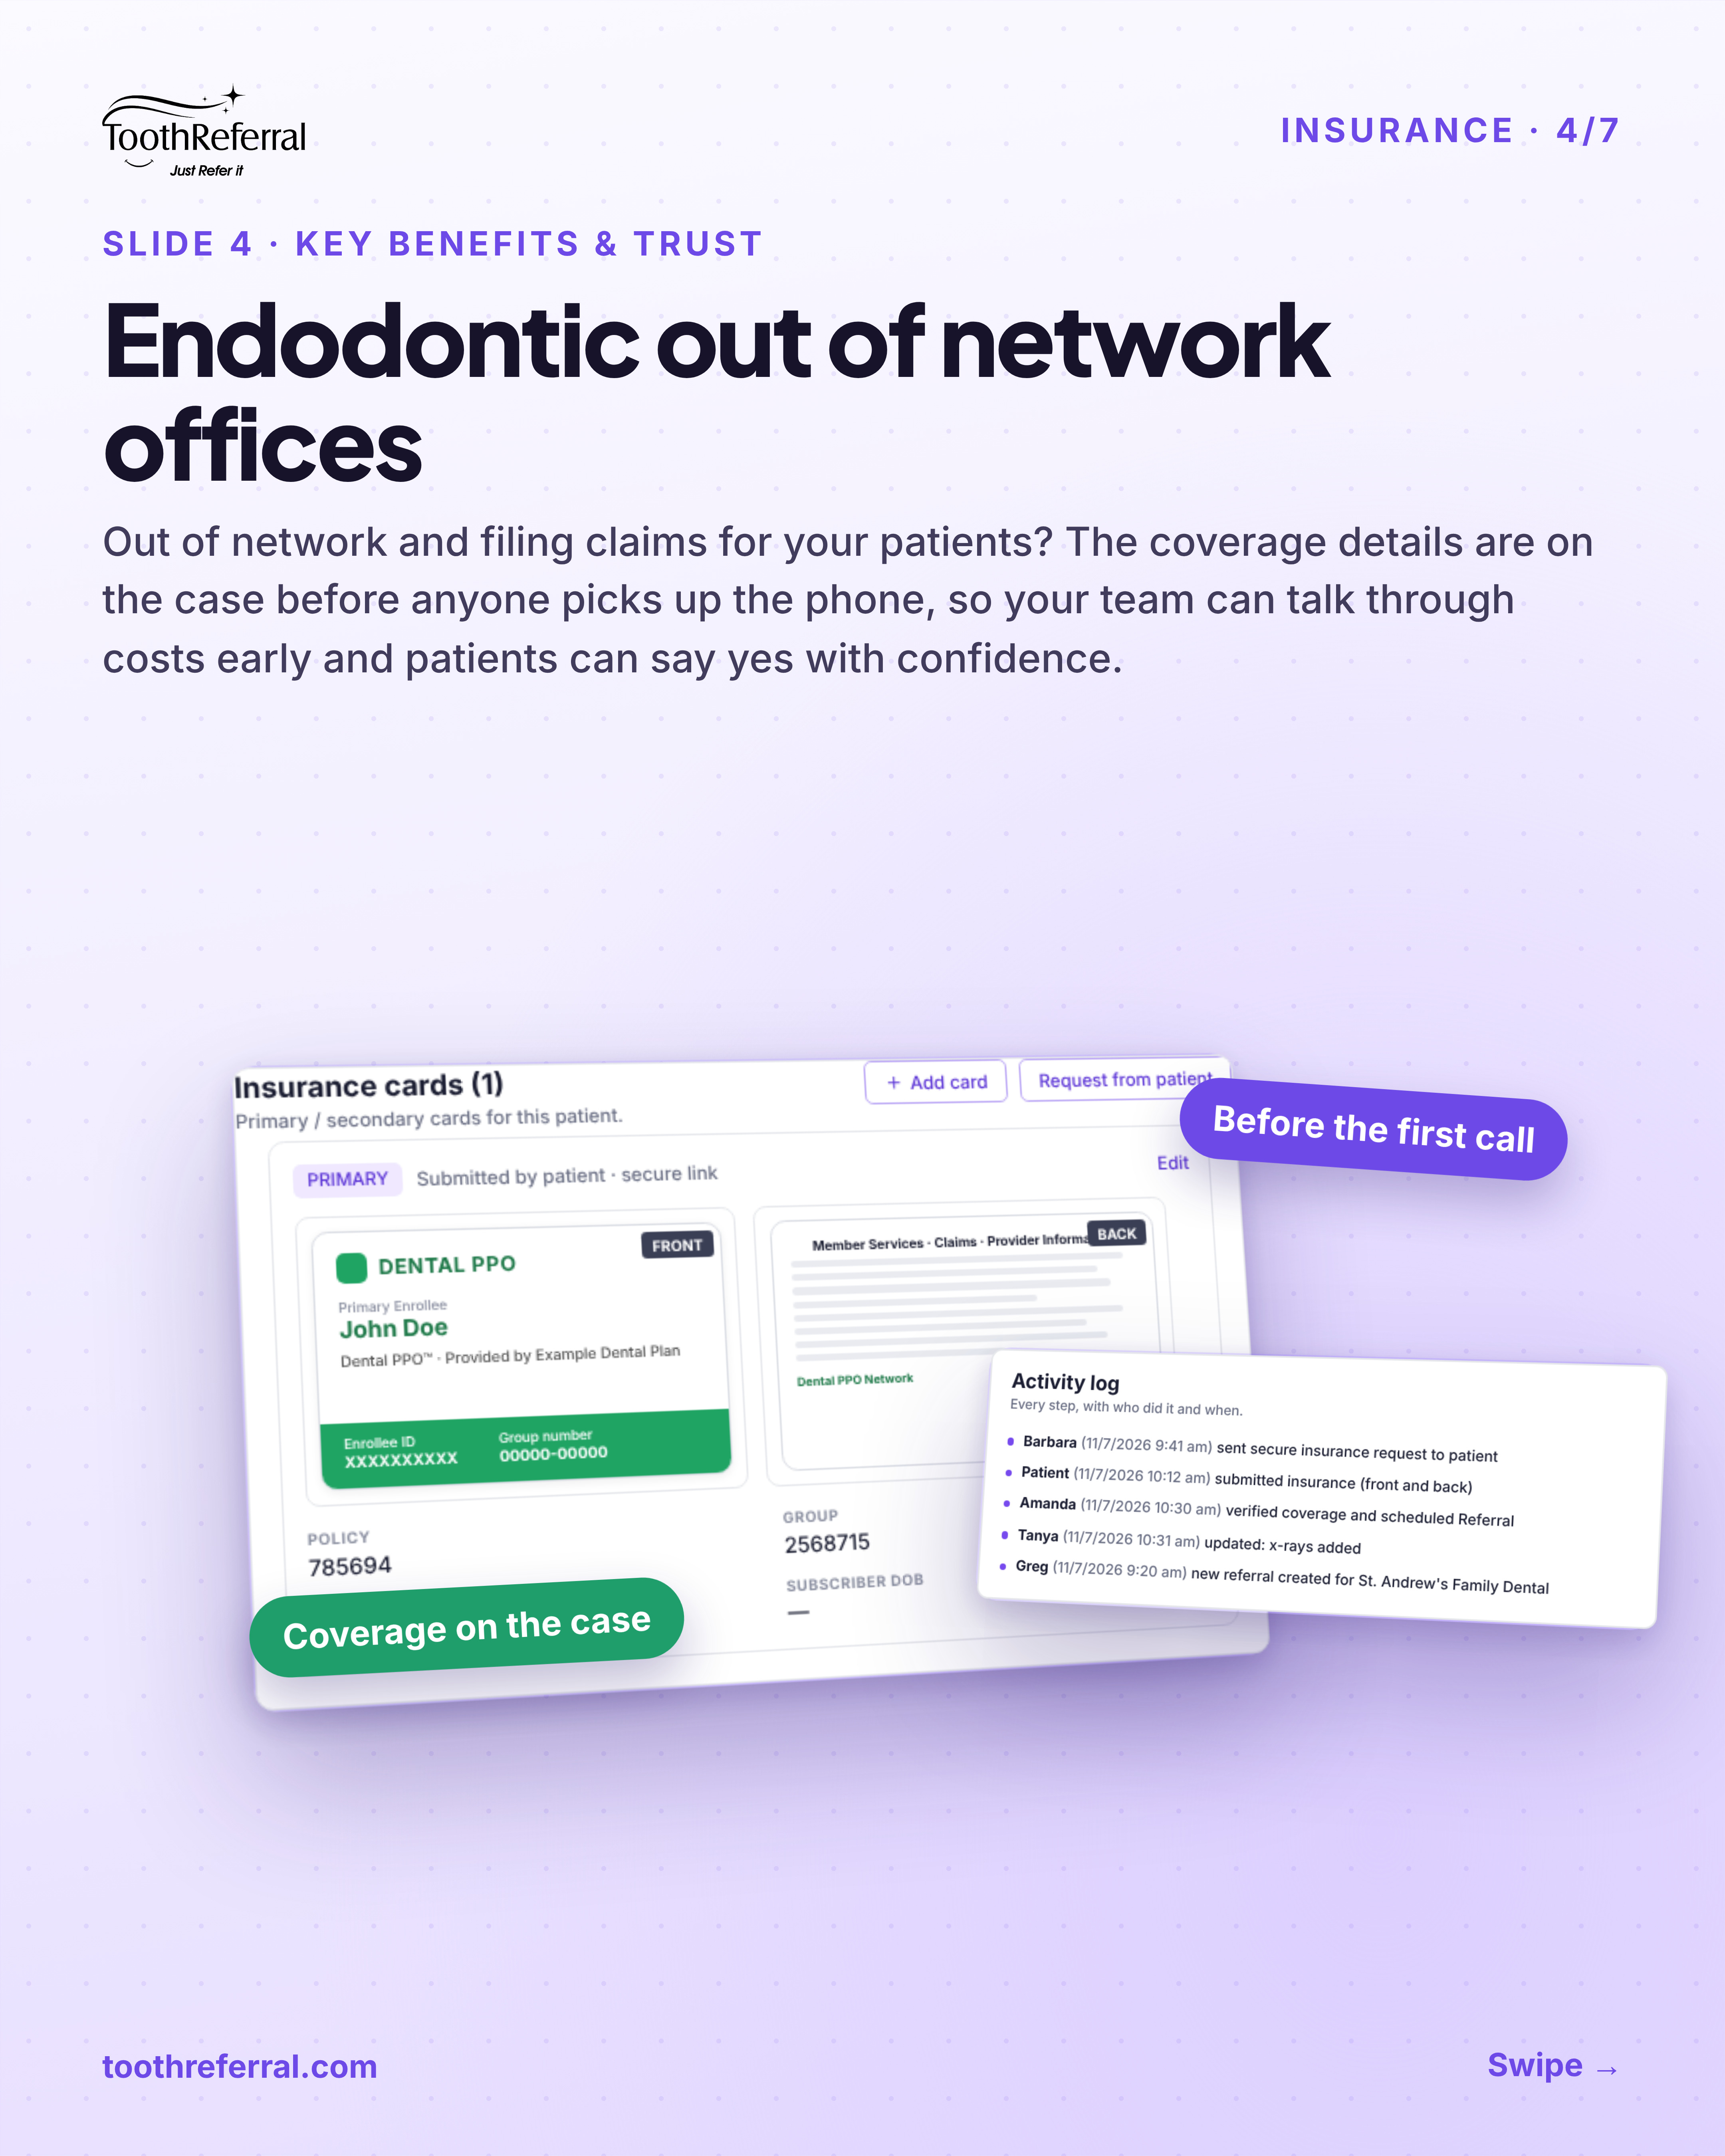 ToothReferral
Just Refer it
INSURANCE · 4/7
SLIDE 4 · KEY BENEFITS & TRUST
Endodontic out of network
offices
Out of network and filing claims for your patients? The coverage details are on
the case before anyone picks up the phone, so your team can talk through
costs early and patients can say yes with confidence.
Insurance cards (1)
Primary / secondary cards for this patient.
+ Add card
Request from patient
Before the first call
PRIMARY
Submitted by patient · secure link
Edit
FRONT
DENTAL PPO
Primary Enrollee
John Doe
Dental PPO™ · Provided by Example Dental Plan
Enrollee ID
XXXXXXXXXX
Group number
00000-00000
BACK
Member Services · Claims · Provider Informa
Dental PPO Network
POLICY
785694
GROUP
2568715
SUBSCRIBER DOB
—
Coverage on the case
Activity log
Every step, with who did it and when.
Barbara (11/7/2026 9:41 am) sent secure insurance request to patient
Patient (11/7/2026 10:12 am) submitted insurance (front and back)
Amanda (11/7/2026 10:30 am) verified coverage and scheduled Referral
Tanya (11/7/2026 10:31 am) updated: x-rays added
Greg (11/7/2026 9:20 am) new referral created for St. Andrew's Family Dental
toothreferral.com
Swipe →